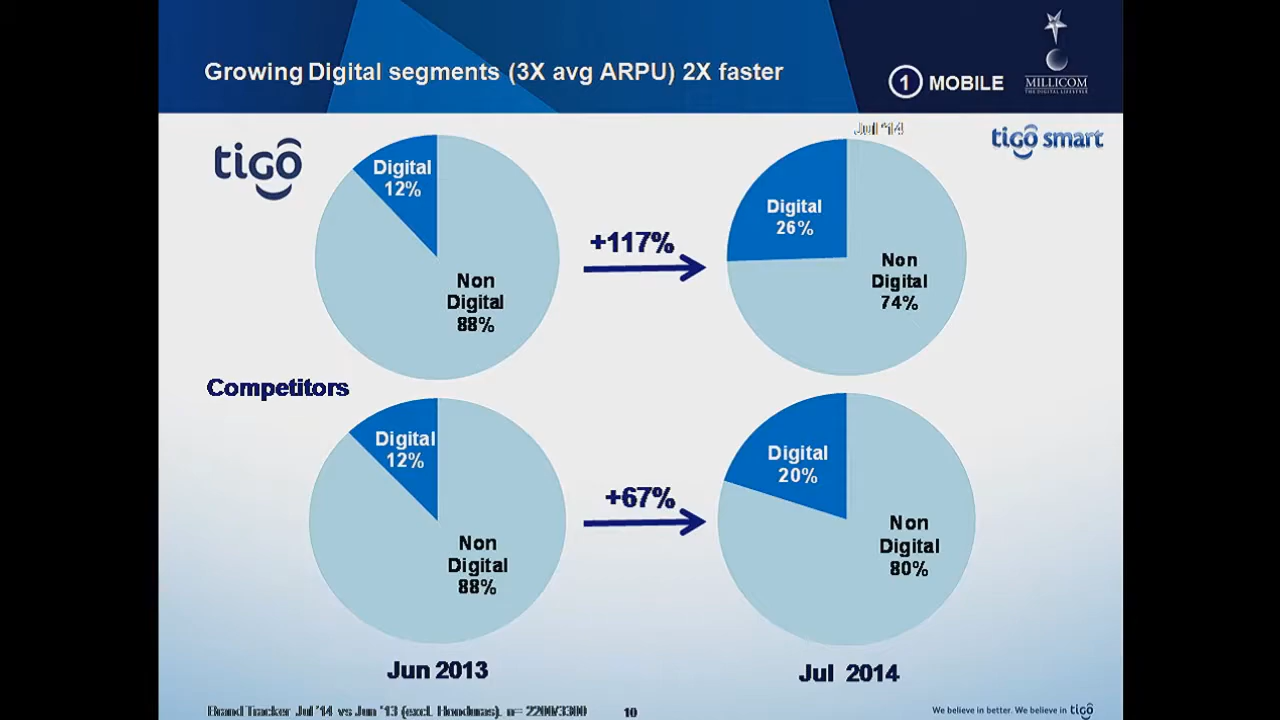 Growing Digital segments (3X avg ARPU) 2X faster
1 MOBILE
MILLICOM
THE DIGITAL LIFESTYLE
tigo
Jul '14
tigo smart
Digital
12%
Non
Digital
88%
+117%
Digital
26%
Non
Digital
74%
Competitors
Digital
12%
Non
Digital
88%
+67%
Digital
20%
Non
Digital
80%
Jun 2013
Jul 2014
Brand Tracker Jul '14 vs Jun '13 (excl. Honduras). n= 2200/3300
10
We believe in better. We believe in tigo